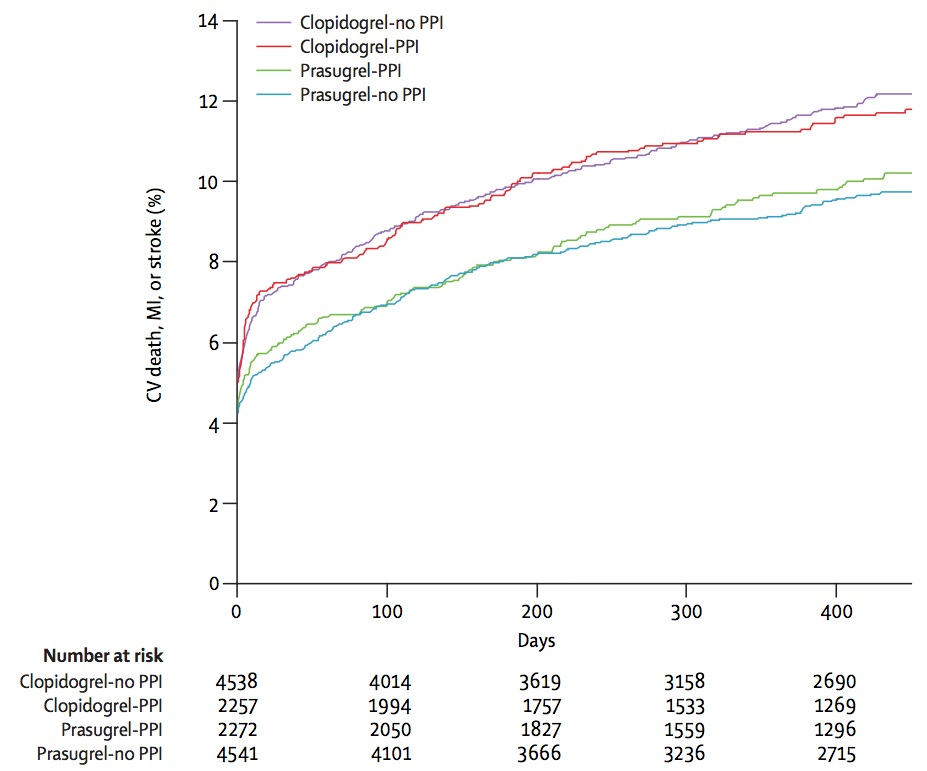 14
12
10
8
6
4
2
0
CV death, MI, or stroke (%)
Clopidogrel-no PPI
Clopidogrel-PPI
Prasugrel-PPI
Prasugrel-no PPI
0 100 200 300 400
Days
Number at risk
Clopidogrel-no PPI 4538 4014 3619 3158 2690
Clopidogrel-PPI 2257 1994 1757 1533 1269
Prasugrel-PPI 2272 2050 1827 1559 1296
Prasugrel-no PPI 4541 4101 3666 3236 2715